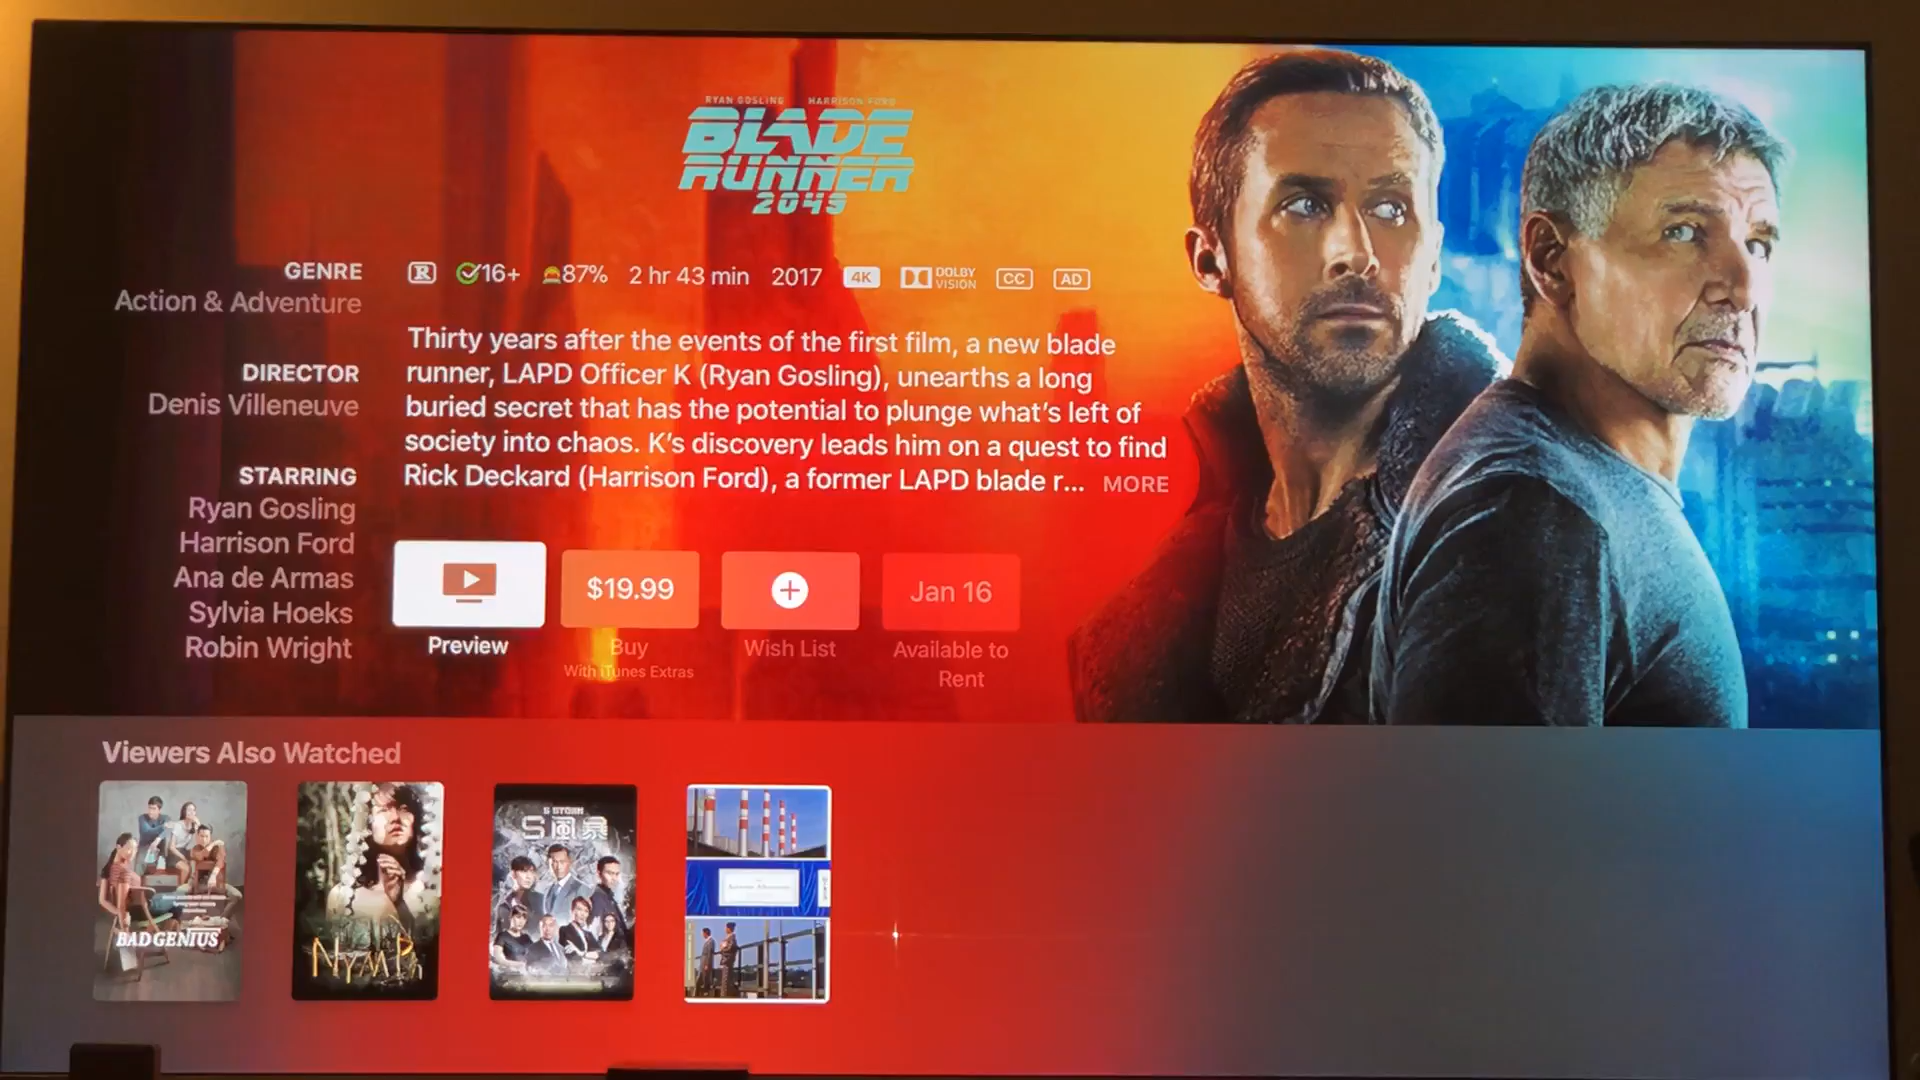 RYAN GOSLING HARRISON FORD
BLADE
RUNNER
2049
GENRE
Action & Adventure
DIRECTOR
Denis Villeneuve
STARRING
Ryan Gosling
Harrison Ford
Ana de Armas
Sylvia Hoeks
Robin Wright
R 16+ 87% 2 hr 43 min 2017 4K DOLBY VISION CC AD
Thirty years after the events of the first film, a new blade
runner, LAPD Officer K (Ryan Gosling), unearths a long
buried secret that has the potential to plunge what's left of
society into chaos. K's discovery leads him on a quest to find
Rick Deckard (Harrison Ford), a former LAPD blade r... MORE
Preview
$19.99
Buy
With iTunes Extras
Wish List
Jan 16
Available to
Rent
Viewers Also Watched
BAD GENIUS
NYMPh
S STORM
S風暴